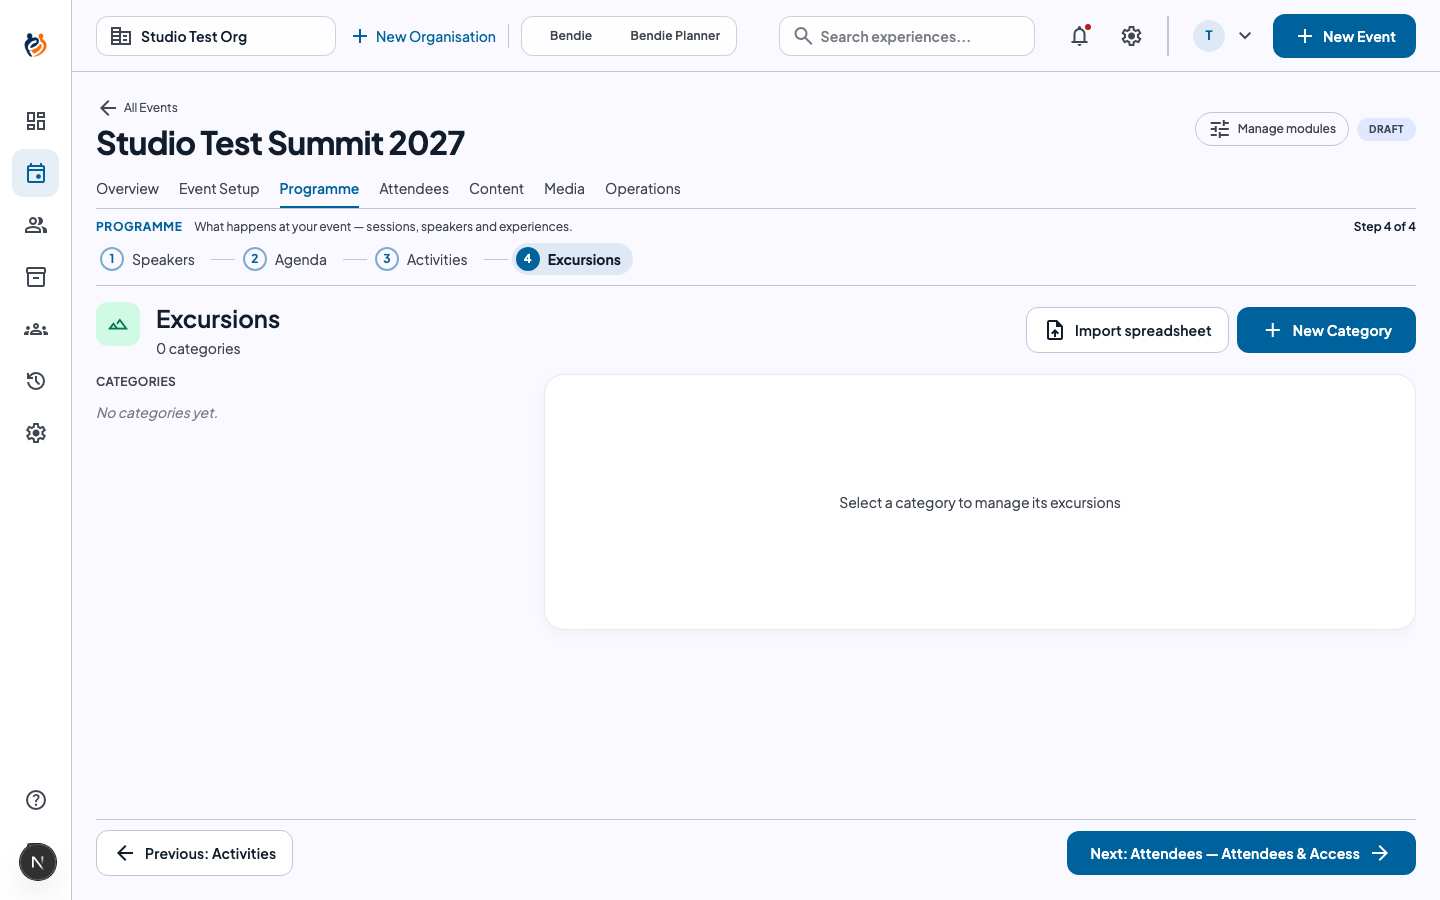 Studio Test Org
New Organisation
Bendie
Bendie Planner
Search experiences...
T
New Event
All Events
Studio Test Summit 2027
Manage modules
DRAFT
Overview
Event Setup
Programme
Attendees
Content
Media
Operations
PROGRAMME
What happens at your event — sessions, speakers and experiences.
Step 4 of 4
1 Speakers
2 Agenda
3 Activities
4 Excursions
Excursions
0 categories
Import spreadsheet
New Category
CATEGORIES
No categories yet.
Select a category to manage its excursions
N
Previous: Activities
Next: Attendees — Attendees & Access